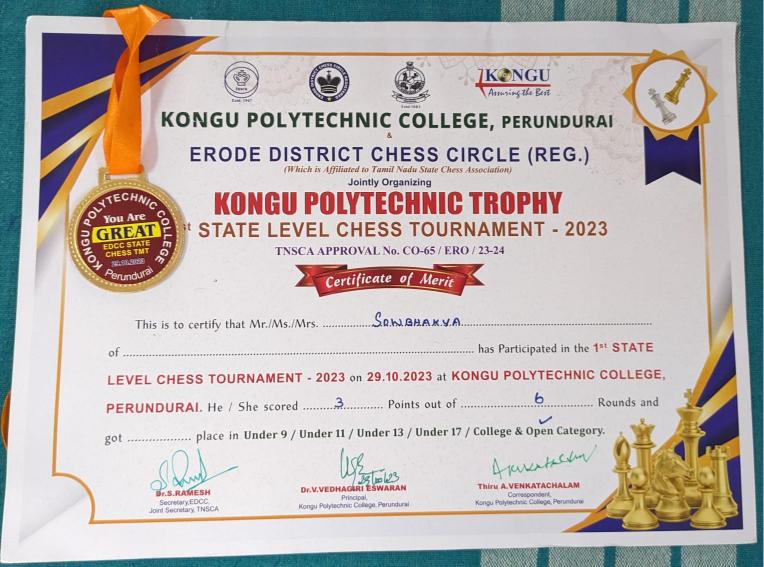 Estd. 1947
KONGU
Assuring the Best
KONGU POLYTECHNIC COLLEGE, PERUNDURAI
&
ERODE DISTRICT CHESS CIRCLE (REG.)
(Which is Affiliated to Tamil Nadu State Chess Association)
Jointly Organizing
KONGU POLYTECHNIC TROPHY
st STATE LEVEL CHESS TOURNAMENT - 2023
TNSCA APPROVAL No. CO-65 / ERO / 23-24
Certificate of Merit
KONGU POLYTECHNIC COLLEGE
You Are
GREAT
EDCC STATE
CHESS TMT
29.10.2023
Perundurai
This is to certify that Mr./Ms./Mrs. SOWBHAKYA
of has Participated in the 1st STATE
LEVEL CHESS TOURNAMENT - 2023 on 29.10.2023 at KONGU POLYTECHNIC COLLEGE,
PERUNDURAI. He / She scored 3 Points out of 6 Rounds and
got place in Under 9 / Under 11 / Under 13 / Under 17 / College & Open Category.
Dr.S.RAMESH
Secretary,EDCC,
Joint Secretary, TNSCA
Dr.V.VEDHAGIRI ESWARAN
Principal,
Kongu Polytechnic College, Perundurai
Thiru A.VENKATACHALAM
Correspondent,
Kongu Polytechnic College, Perundurai